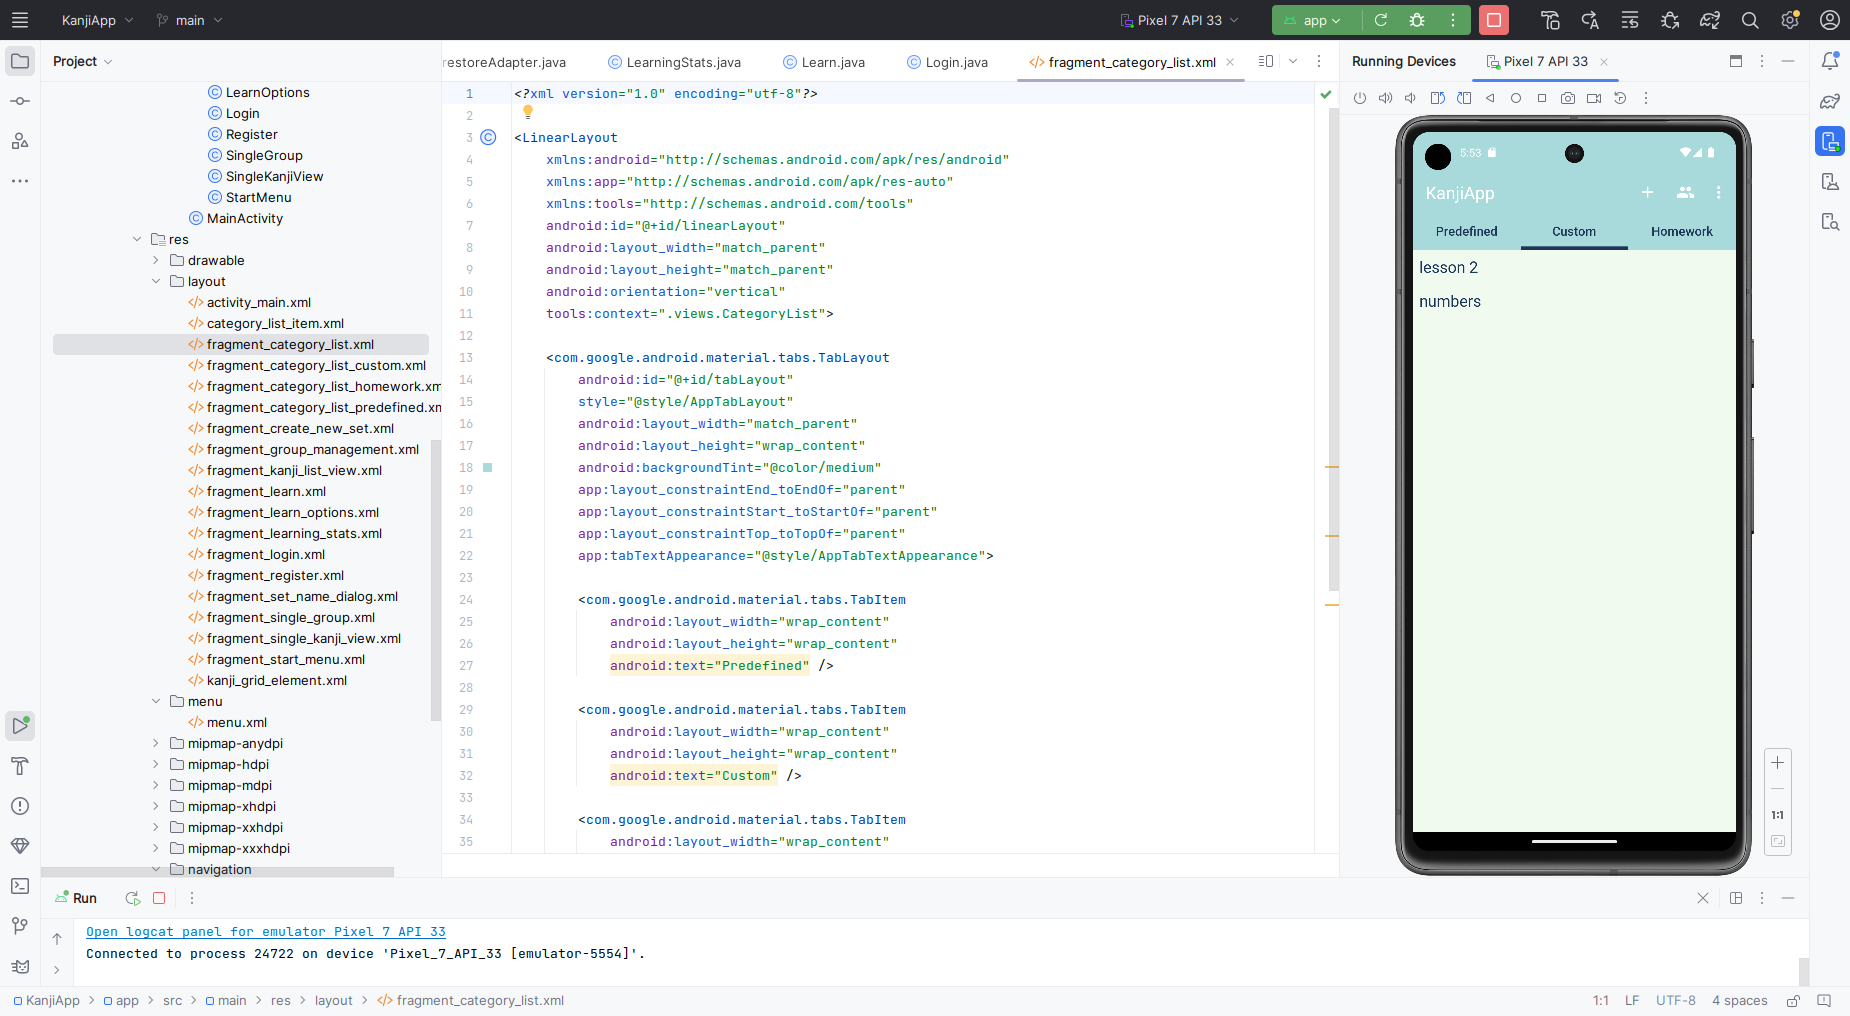 KanjiApp
main
Pixel 7 API 33
app
Project
LearnOptions
Login
Register
SingleGroup
SingleKanjiView
StartMenu
MainActivity
res
drawable
layout
activity_main.xml
category_list_item.xml
fragment_category_list.xml
fragment_category_list_custom.xml
fragment_category_list_homework.xm
fragment_category_list_predefined.xm
fragment_create_new_set.xml
fragment_group_management.xml
fragment_kanji_list_view.xml
fragment_learn.xml
fragment_learn_options.xml
fragment_learning_stats.xml
fragment_login.xml
fragment_register.xml
fragment_set_name_dialog.xml
fragment_single_group.xml
fragment_single_kanji_view.xml
fragment_start_menu.xml
kanji_grid_element.xml
menu
menu.xml
mipmap-anydpi
mipmap-hdpi
mipmap-mdpi
mipmap-xhdpi
mipmap-xxhdpi
mipmap-xxxhdpi
navigation
restoreAdapter.java
LearningStats.java
Learn.java
Login.java
fragment_category_list.xml
1 <?xml version="1.0" encoding="utf-8"?>
2
3 <LinearLayout
4 xmlns:android="http://schemas.android.com/apk/res/android"
5 xmlns:app="http://schemas.android.com/apk/res-auto"
6 xmlns:tools="http://schemas.android.com/tools"
7 android:id="@+id/linearLayout"
8 android:layout_width="match_parent"
9 android:layout_height="match_parent"
10 android:orientation="vertical"
11 tools:context=".views.CategoryList">
12
13 <com.google.android.material.tabs.TabLayout
14 android:id="@+id/tabLayout"
15 style="@style/AppTabLayout"
16 android:layout_width="match_parent"
17 android:layout_height="wrap_content"
18 android:backgroundTint="@color/medium"
19 app:layout_constraintEnd_toEndOf="parent"
20 app:layout_constraintStart_toStartOf="parent"
21 app:layout_constraintTop_toTopOf="parent"
22 app:tabTextAppearance="@style/AppTabTextAppearance">
23
24 <com.google.android.material.tabs.TabItem
25 android:layout_width="wrap_content"
26 android:layout_height="wrap_content"
27 android:text="Predefined" />
28
29 <com.google.android.material.tabs.TabItem
30 android:layout_width="wrap_content"
31 android:layout_height="wrap_content"
32 android:text="Custom" />
33
34 <com.google.android.material.tabs.TabItem
35 android:layout_width="wrap_content"
Running Devices
Pixel 7 API 33
5:53
KanjiApp
Predefined Custom Homework
lesson 2
numbers
1:1
Run
Open logcat panel for emulator Pixel 7 API 33
Connected to process 24722 on device 'Pixel_7_API_33 [emulator-5554]'.
KanjiApp > app > src > main > res > layout > fragment_category_list.xml
1:1 LF UTF-8 4 spaces